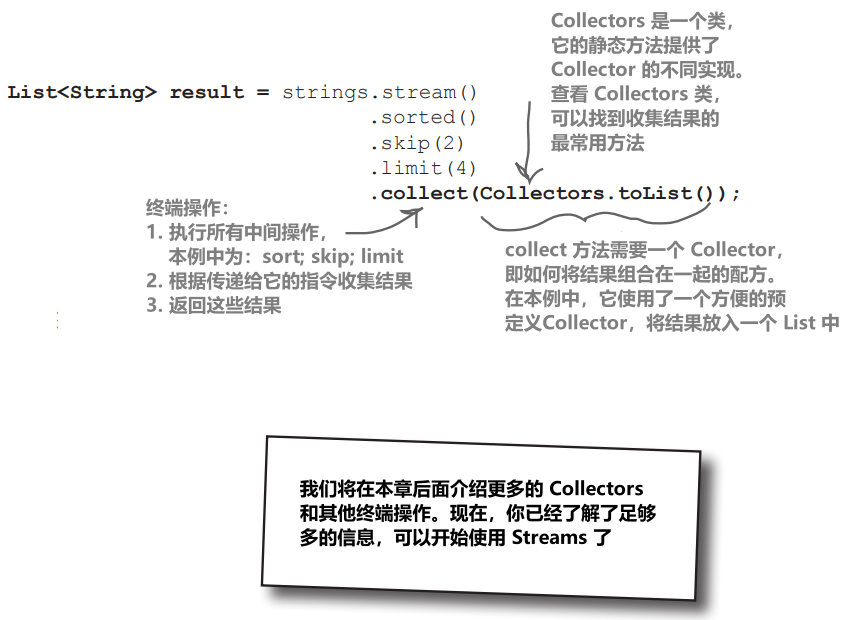 Collectors 是一个类，
它的静态方法提供了
Collector 的不同实现。
查看 Collectors 类，
可以找到收集结果的
最常用方法
List<String> result = strings.stream()
.sorted()
.skip(2)
.limit(4)
.collect(Collectors.toList());
终端操作：
1. 执行所有中间操作，
本例中为：sort; skip; limit
2. 根据传递给它的指令收集结果
3. 返回这些结果
collect 方法需要一个 Collector，
即如何将结果组合在一起的配方。
在本例中，它使用了一个方便的预
定义Collector，将结果放入一个 List 中
我们将在本章后面介绍更多的 Collectors
和其他终端操作。现在，你已经了解了足够
多的信息，可以开始使用 Streams 了